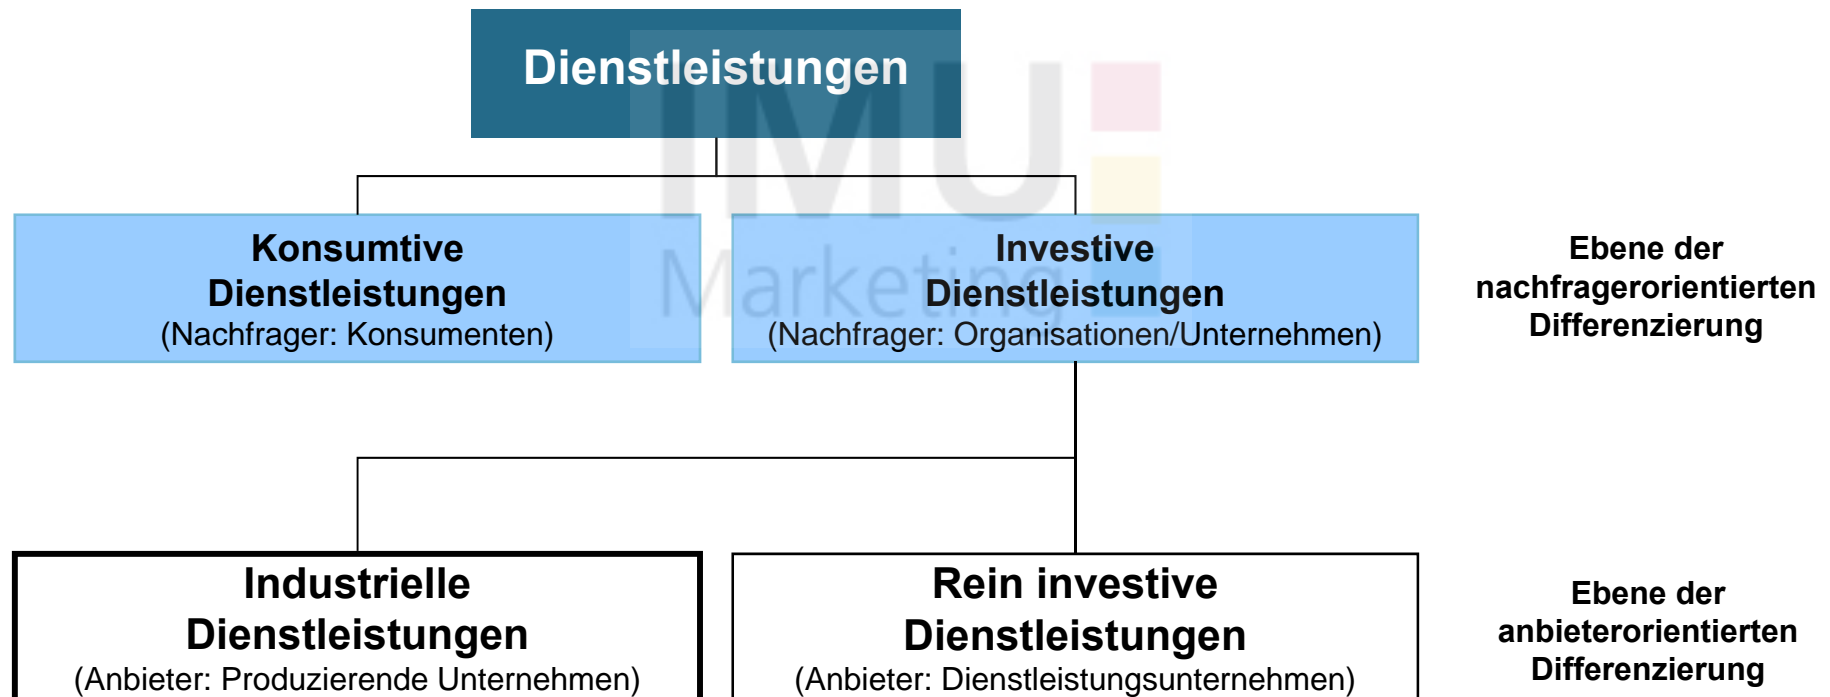 Dienstleistungen
IMU
Marketing
Konsumtive
Dienstleistungen
(Nachfrager: Konsumenten)
Investive
Dienstleistungen
(Nachfrager: Organisationen/Unternehmen)
Ebene der
nachfragerorientierten
Differenzierung
Industrielle
Dienstleistungen
(Anbieter: Produzierende Unternehmen)
Rein investive
Dienstleistungen
(Anbieter: Dienstleistungsunternehmen)
Ebene der
anbieterorientierten
Differenzierung